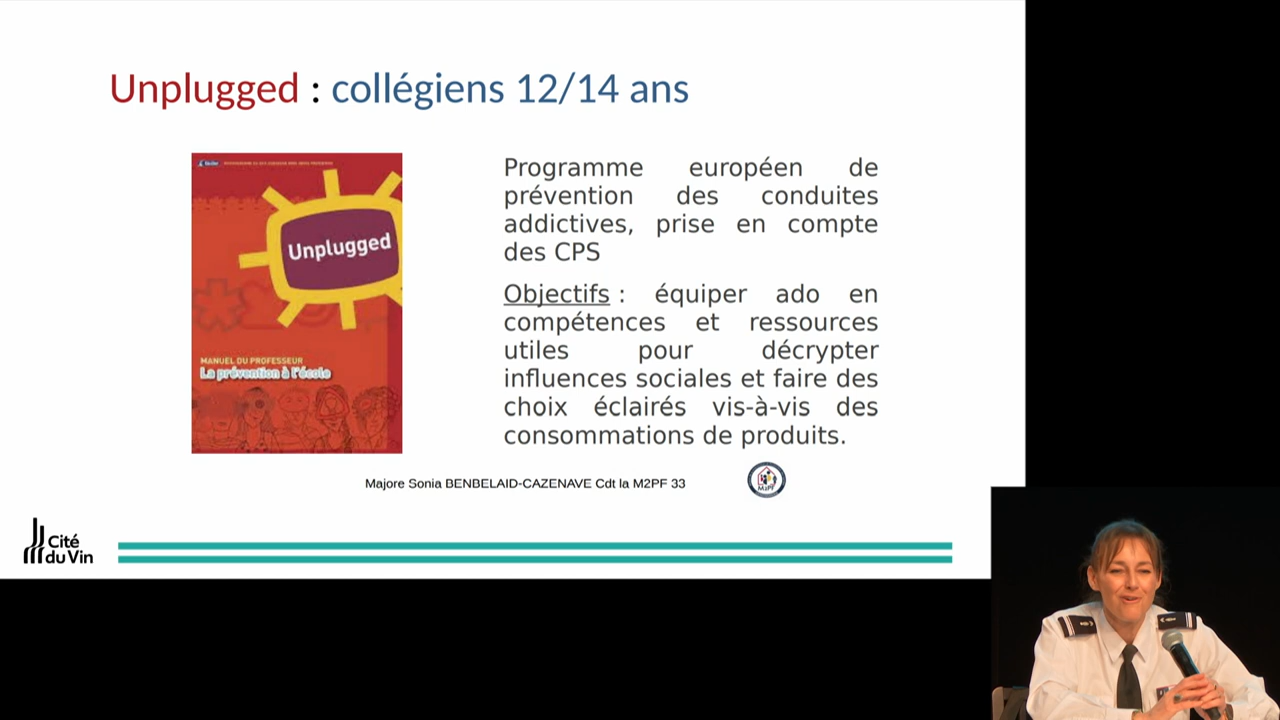 Unplugged : collégiens 12/14 ans
Unplugged
MANUEL DU PROFESSEUR
La prévention à l'école
Programme européen de
prévention des conduites
addictives, prise en compte
des CPS
Objectifs : équiper ado en
compétences et ressources
utiles pour décrypter
influences sociales et faire des
choix éclairés vis-à-vis des
consommations de produits.
Majore Sonia BENBELAID-CAZENAVE Cdt la M2PF 33
M2PF
Cité
du Vin